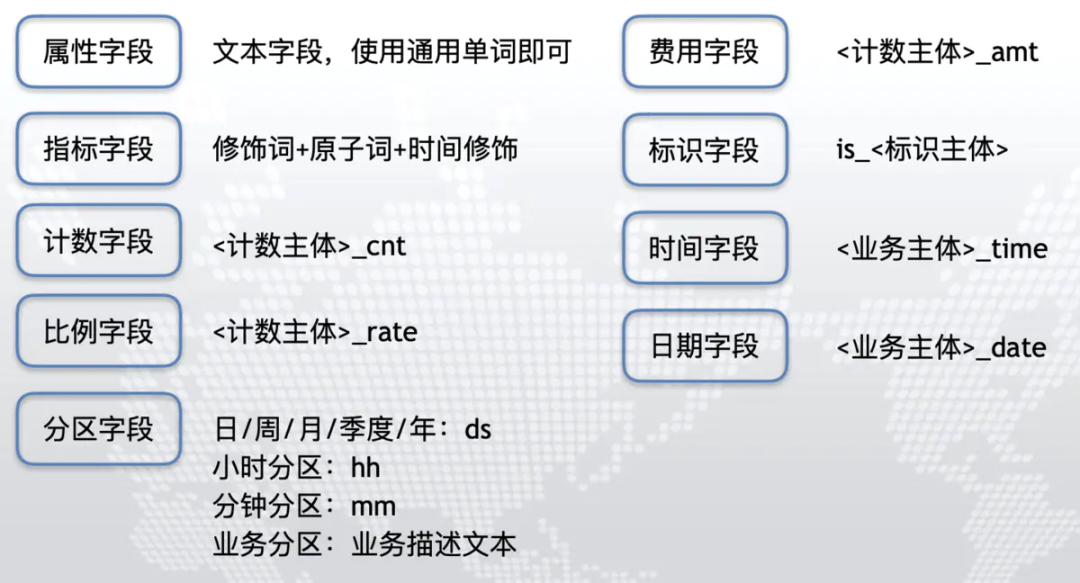 属性字段 文本字段，使用通用单词即可
指标字段 修饰词+原子词+时间修饰
计数字段 <计数主体>_cnt
比例字段 <计数主体>_rate
分区字段 日/周/月/季度/年：ds
小时分区：hh
分钟分区：mm
业务分区：业务描述文本
费用字段 <计数主体>_amt
标识字段 is_<标识主体>
时间字段 <业务主体>_time
日期字段 <业务主体>_date